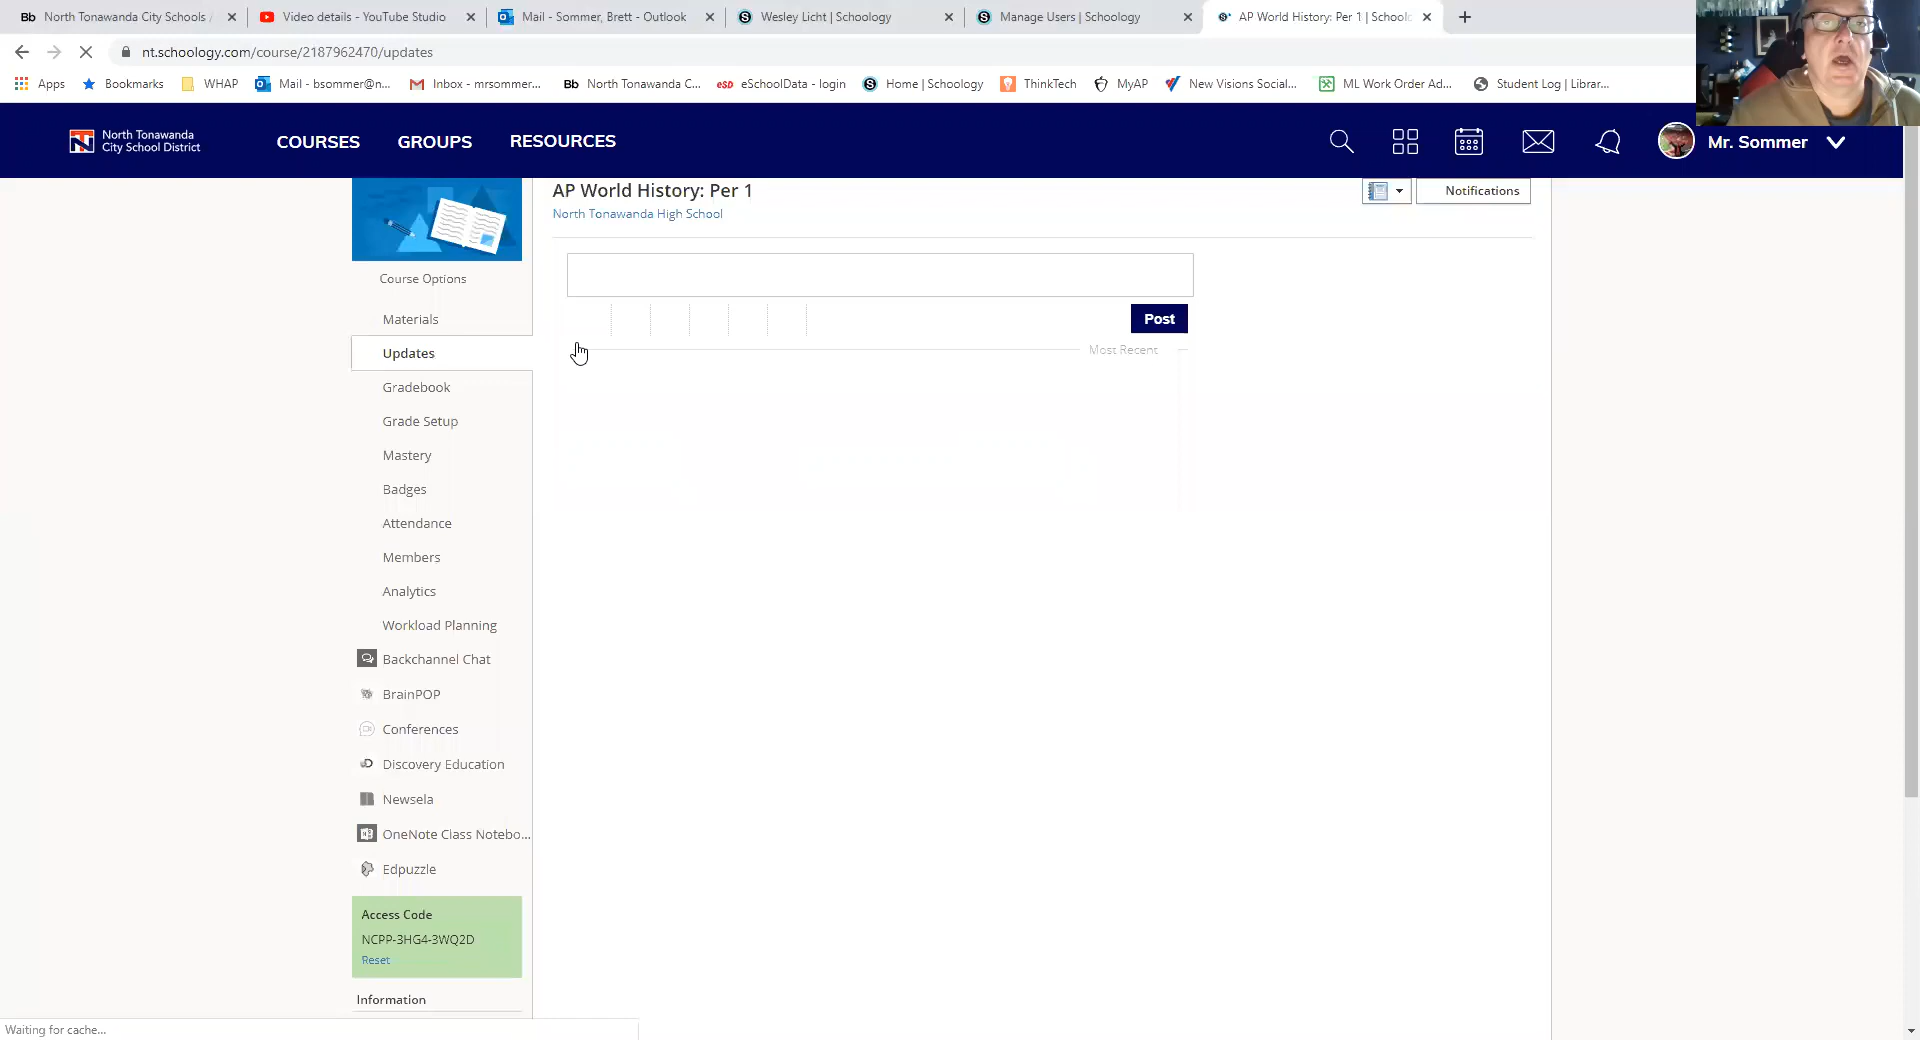 Bb North Tonawanda City Schools /
Video details - YouTube Studio
Mail - Sommer, Brett - Outlook
Wesley Licht | Schoology
Manage Users | Schoology
AP World History: Per 1 | Schoolo
nt.schoology.com/course/2187962470/updates
Apps
Bookmarks
WHAP
Mail - bsommer@n...
Inbox - mrsommer...
Bb North Tonawanda C...
esD eSchoolData - login
Home | Schoology
ThinkTech
MyAP
New Visions Social...
ML Work Order Ad...
Student Log | Librar...
North Tonawanda
City School District
COURSES
GROUPS
RESOURCES
Mr. Sommer
AP World History: Per 1
North Tonawanda High School
Notifications
Course Options
Materials
Updates
Gradebook
Grade Setup
Mastery
Badges
Attendance
Members
Analytics
Workload Planning
Backchannel Chat
BrainPOP
Conferences
Discovery Education
Newsela
OneNote Class Notebo...
Edpuzzle
Post
Most Recent
Access Code
NCPP-3HG4-3WQ2D
Reset
Information
Waiting for cache...